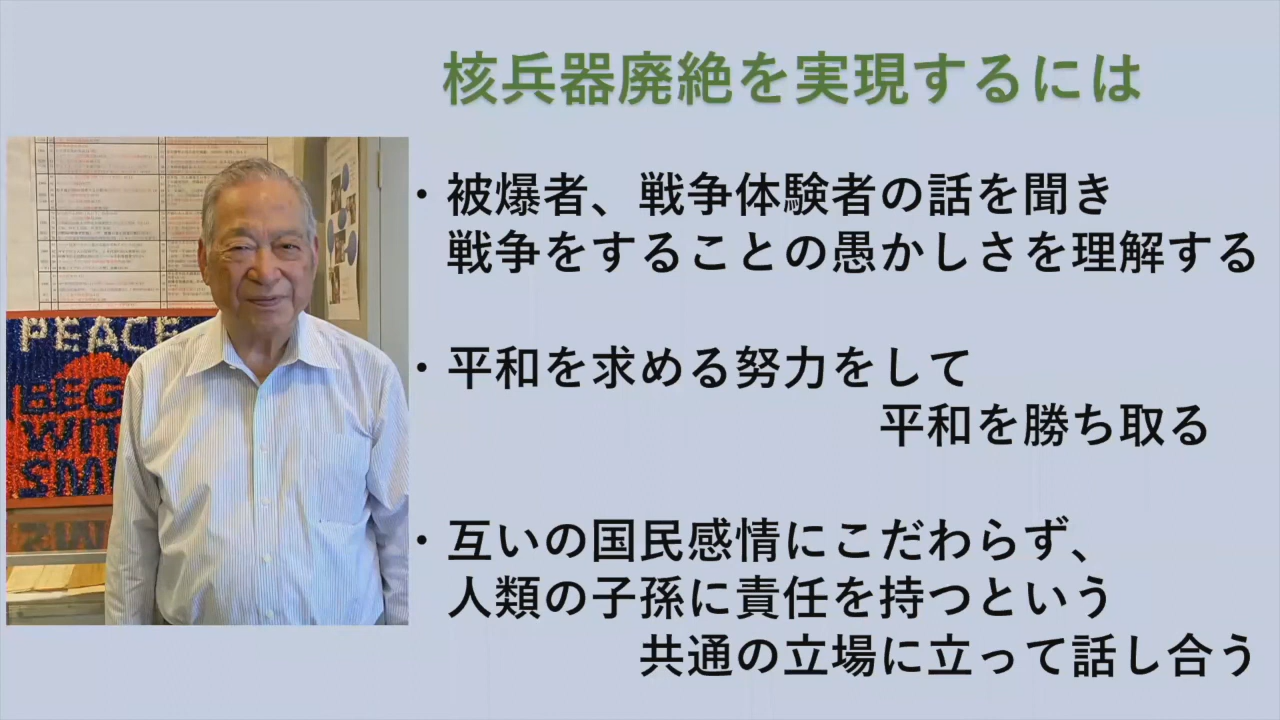 核兵器廃絶を実現するには
・被爆者、戦争体験者の話を聞き
戦争をすることの愚かしさを理解する
・平和を求める努力をして
平和を勝ち取る
・互いの国民感情にこだわらず、
人類の子孫に責任を持つという
共通の立場に立って話し合う
PEACE